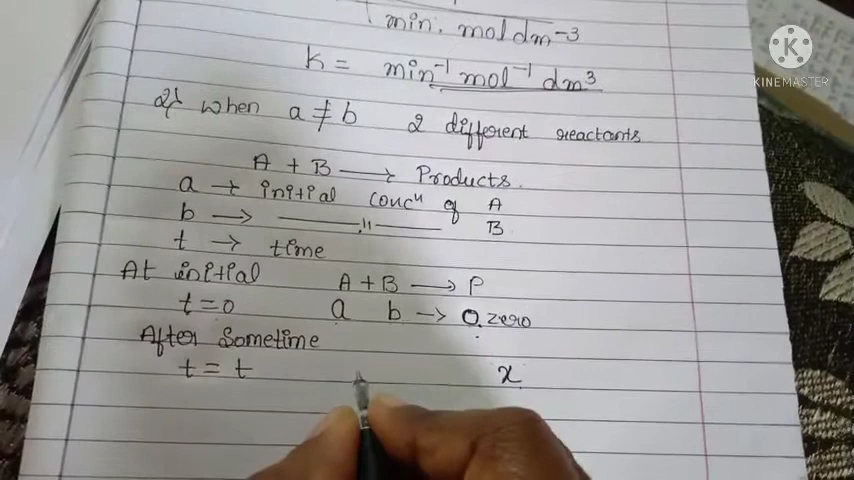 min. mol dm⁻³
K = min⁻¹ mol⁻¹ dm³
KINEMASTER
2) when a ≠ b 2 different reactants
A + B → Products.
a → initial concⁿ of A
b → —— 〃 —— B
t → time
At initial A + B → P
t = 0 a b → 0. zero
After Sometime
t = t x